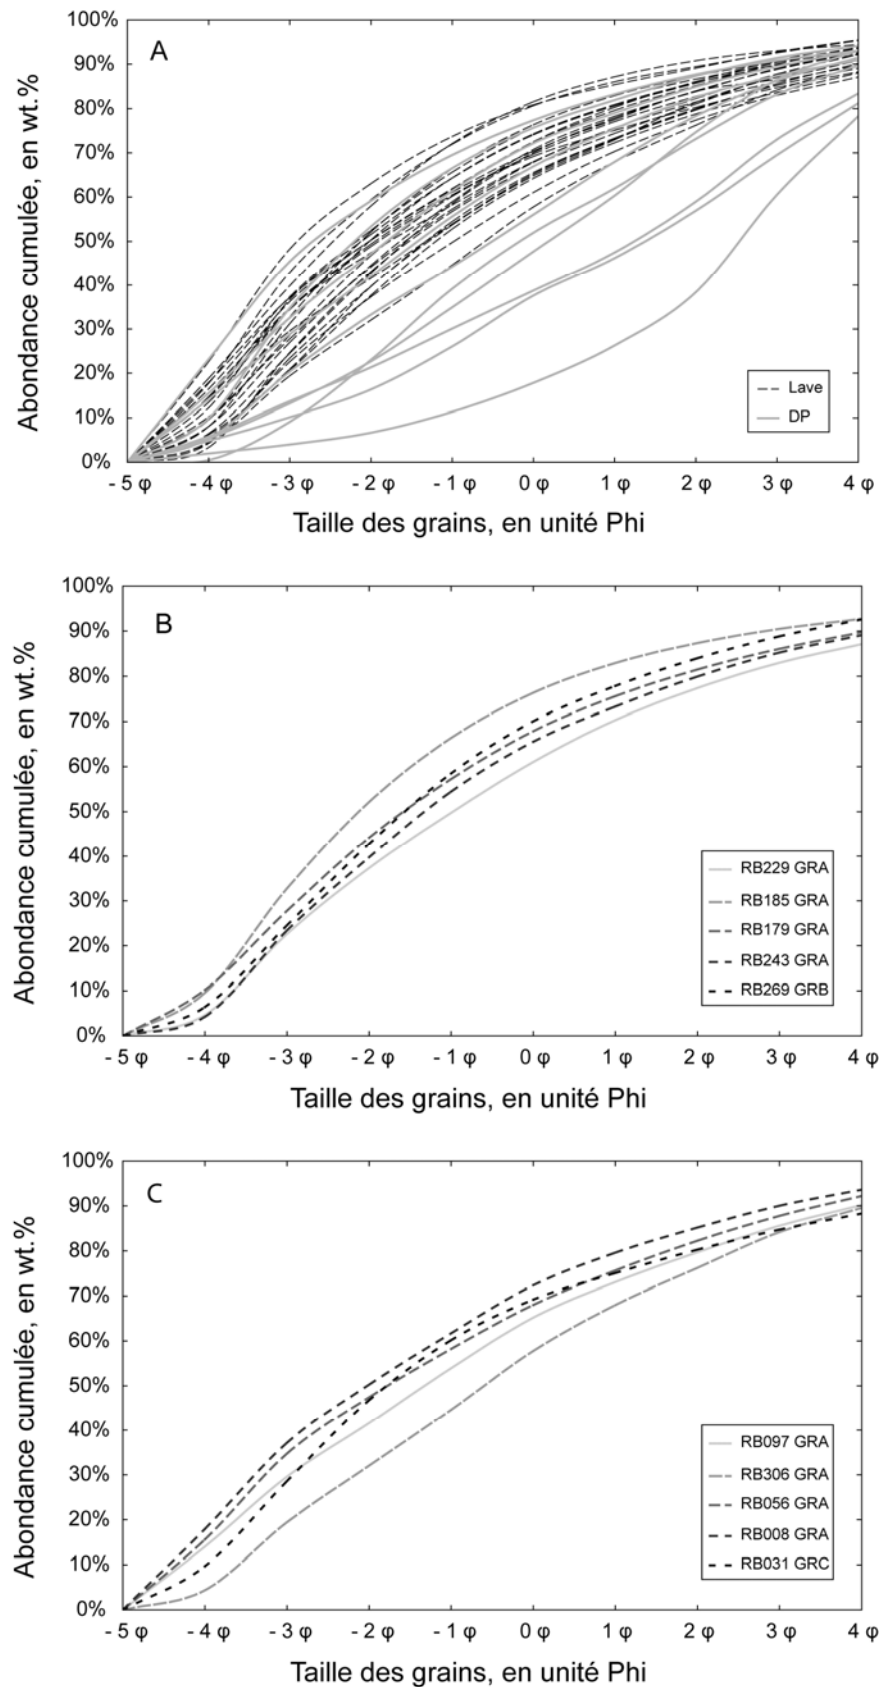 A
Abondance cumulée, en wt.%
100%
90%
80%
70%
60%
50%
40%
30%
20%
10%
0%
Lave
DP
- 5 φ - 4 φ - 3 φ - 2 φ - 1 φ 0 φ 1 φ 2 φ 3 φ 4 φ
Taille des grains, en unité Phi
B
Abondance cumulée, en wt.%
100%
90%
80%
70%
60%
50%
40%
30%
20%
10%
0%
RB229 GRA
RB185 GRA
RB179 GRA
RB243 GRA
RB269 GRB
- 5 φ - 4 φ - 3 φ - 2 φ - 1 φ 0 φ 1 φ 2 φ 3 φ 4 φ
Taille des grains, en unité Phi
C
Abondance cumulée, en wt.%
100%
90%
80%
70%
60%
50%
40%
30%
20%
10%
0%
RB097 GRA
RB306 GRA
RB056 GRA
RB008 GRA
RB031 GRC
- 5 φ - 4 φ - 3 φ - 2 φ - 1 φ 0 φ 1 φ 2 φ 3 φ 4 φ
Taille des grains, en unité Phi